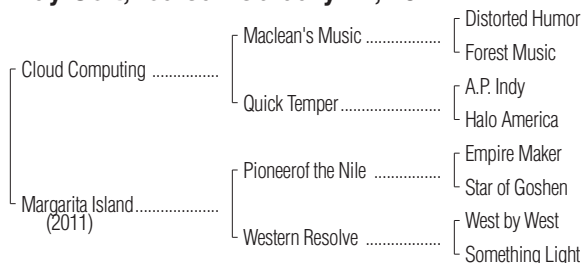 Distorted Humor
Maclean's Music ....................
Forest Music
Cloud Computing ..................
A.P. Indy
Quick Temper...........................
Halo America
Empire Maker
Pioneerof the Nile ..................
Star of Goshen
Margarita Island.......................
(2011)
West by West
Western Resolve ....................
Something Light